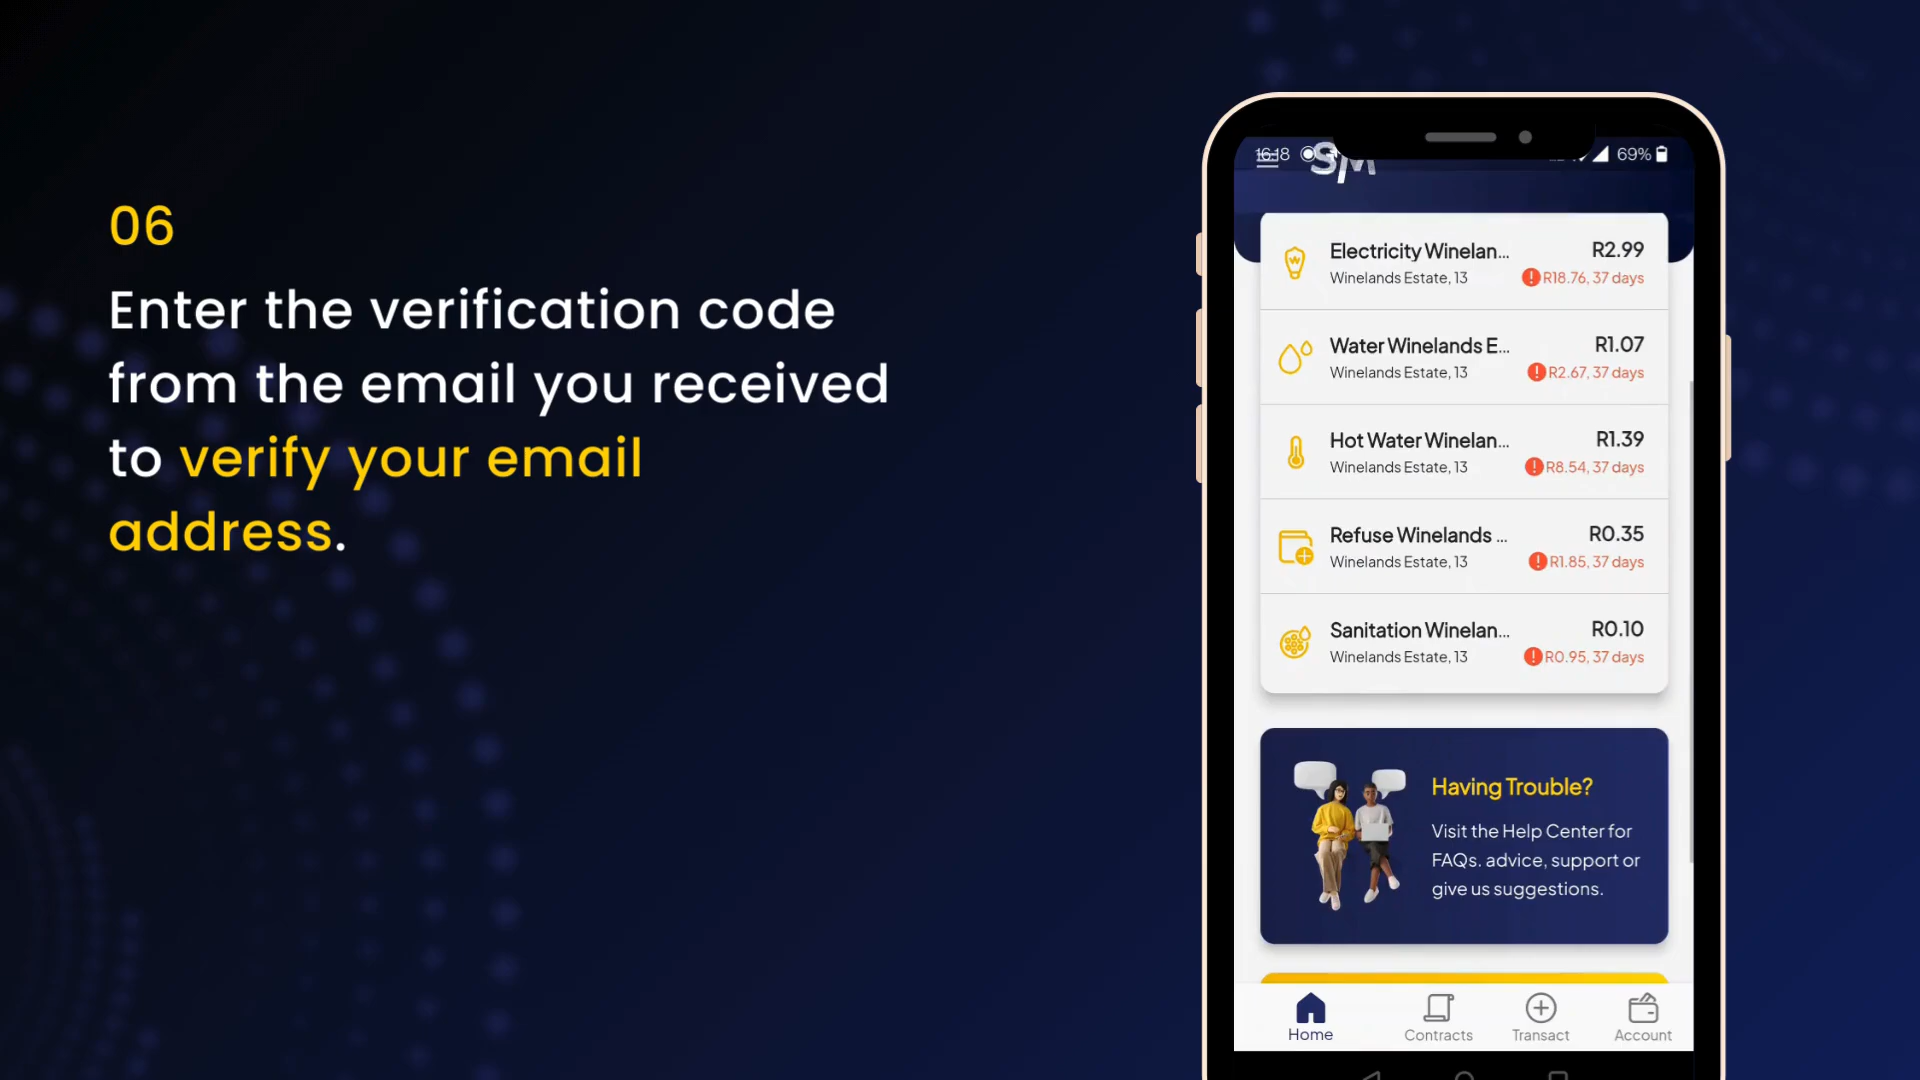 06
Enter the verification code
from the email you received
to verify your email
address.
16:18
SM
69%
Electricity Winelan... R2.99
Winelands Estate, 13 R18.76, 37 days
Water Winelands E... R1.07
Winelands Estate, 13 R2.67, 37 days
Hot Water Winelan... R1.39
Winelands Estate, 13 R8.54, 37 days
Refuse Winelands ... R0.35
Winelands Estate, 13 R1.85, 37 days
Sanitation Winelan... R0.10
Winelands Estate, 13 R0.95, 37 days
Having Trouble?
Visit the Help Center for
FAQs. advice, support or
give us suggestions.
Home Contracts Transact Account